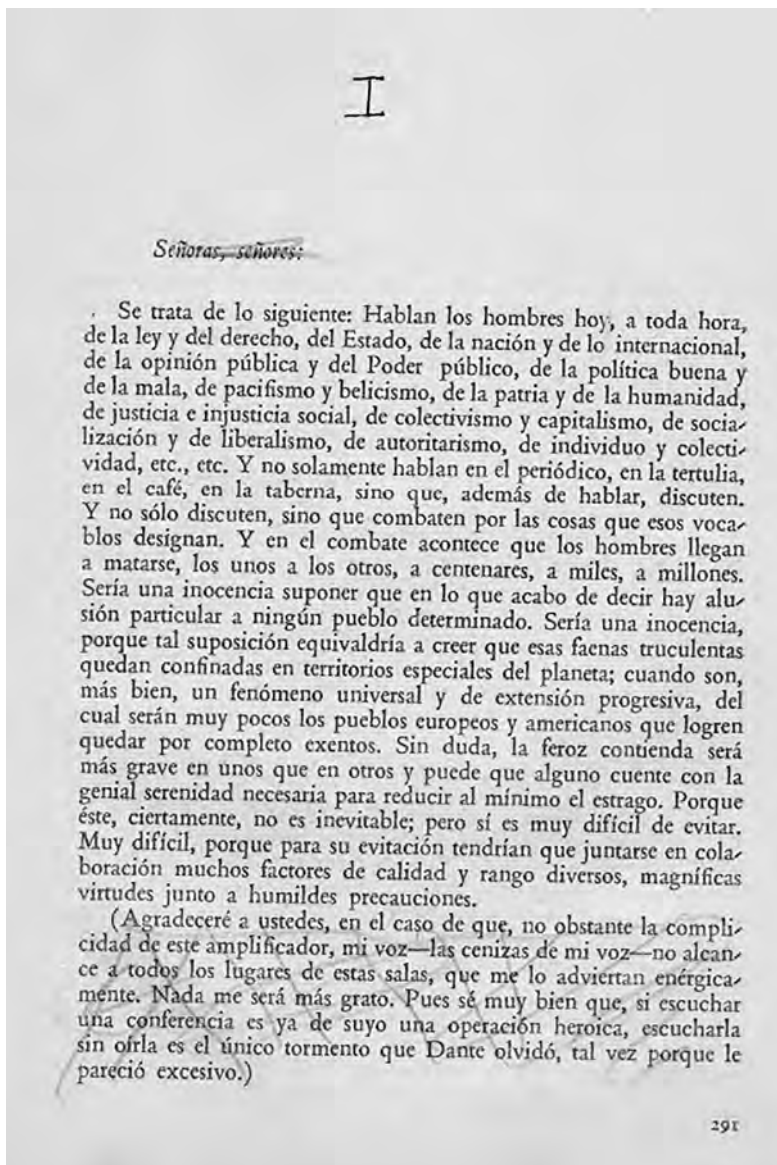 I
Señoras, señores:
Se trata de lo siguiente: Hablan los hombres hoy, a toda hora,
de la ley y del derecho, del Estado, de la nación y de lo internacional,
de la opinión pública y del Poder público, de la política buena y
de la mala, de pacifismo y belicismo, de la patria y de la humanidad,
de justicia e injusticia social, de colectivismo y capitalismo, de socia-
lización y de liberalismo, de autoritarismo, de individuo y colecti-
vidad, etc., etc. Y no solamente hablan en el periódico, en la tertulia,
en el café, en la taberna, sino que, además de hablar, discuten.
Y no sólo discuten, sino que combaten por las cosas que esos voca-
blos designan. Y en el combate acontece que los hombres llegan
a matarse, los unos a los otros, a centenares, a miles, a millones.
Sería una inocencia suponer que en lo que acabo de decir hay alu-
sión particular a ningún pueblo determinado. Sería una inocencia,
porque tal suposición equivaldría a creer que esas faenas truculentas
quedan confinadas en territorios especiales del planeta; cuando son,
más bien, un fenómeno universal y de extensión progresiva, del
cual serán muy pocos los pueblos europeos y americanos que logren
quedar por completo exentos. Sin duda, la feroz contienda será
más grave en unos que en otros y puede que alguno cuente con la
genial serenidad necesaria para reducir al mínimo el estrago. Porque
éste, ciertamente, no es inevitable; pero sí es muy difícil de evitar.
Muy difícil, porque para su evitación tendrían que juntarse en cola-
boración muchos factores de calidad y rango diversos, magníficas
virtudes junto a humildes precauciones.
(Agradeceré a ustedes, en el caso de que, no obstante la compli-
cidad de este amplificador, mi voz—las cenizas de mi voz—no alcan-
ce a todos los lugares de estas salas, que me lo adviertan enérgica-
mente. Nada me será más grato. Pues sé muy bien que, si escuchar
una conferencia es ya de suyo una operación heroica, escucharla
sin oírla es el único tormento que Dante olvidó, tal vez porque le
pareció excesivo.)
291